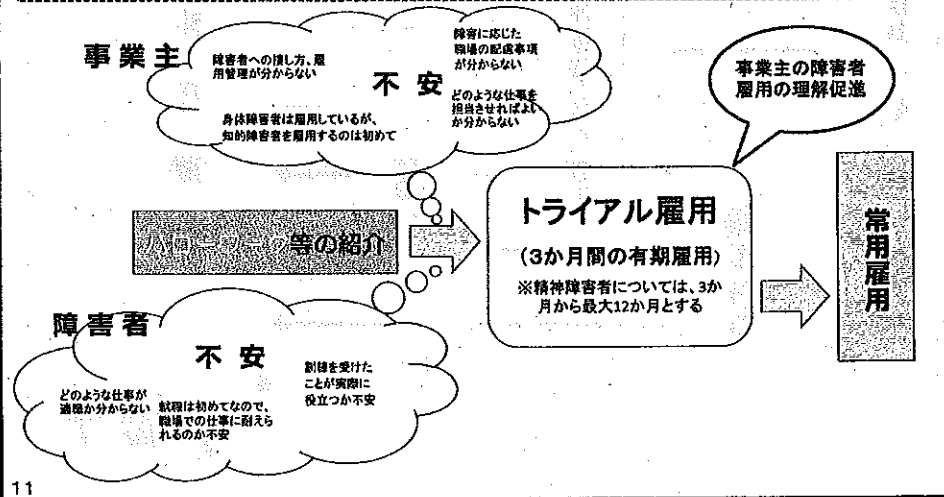 事業主
障害者への接し方、雇
用管理が分からない
不安
障害に応じた
職場の配慮事項
が分からない
どのような仕事を
担当させればよい
か分からない
身体障害者は雇用しているが、
知的障害者を雇用するのは初めて
事業主の障害者
雇用の理解促進
ハローワーク等の紹介
トライアル雇用
(3か月間の有期雇用)
※精神障害者については、3か
月から最大12か月とする
常用雇用
障害者
不安
どのような仕事が
適職か分からない
就職は初めてなので、
職場での仕事に耐えら
れるのか不安
訓練を受けた
ことが実際に
役立つか不安
11